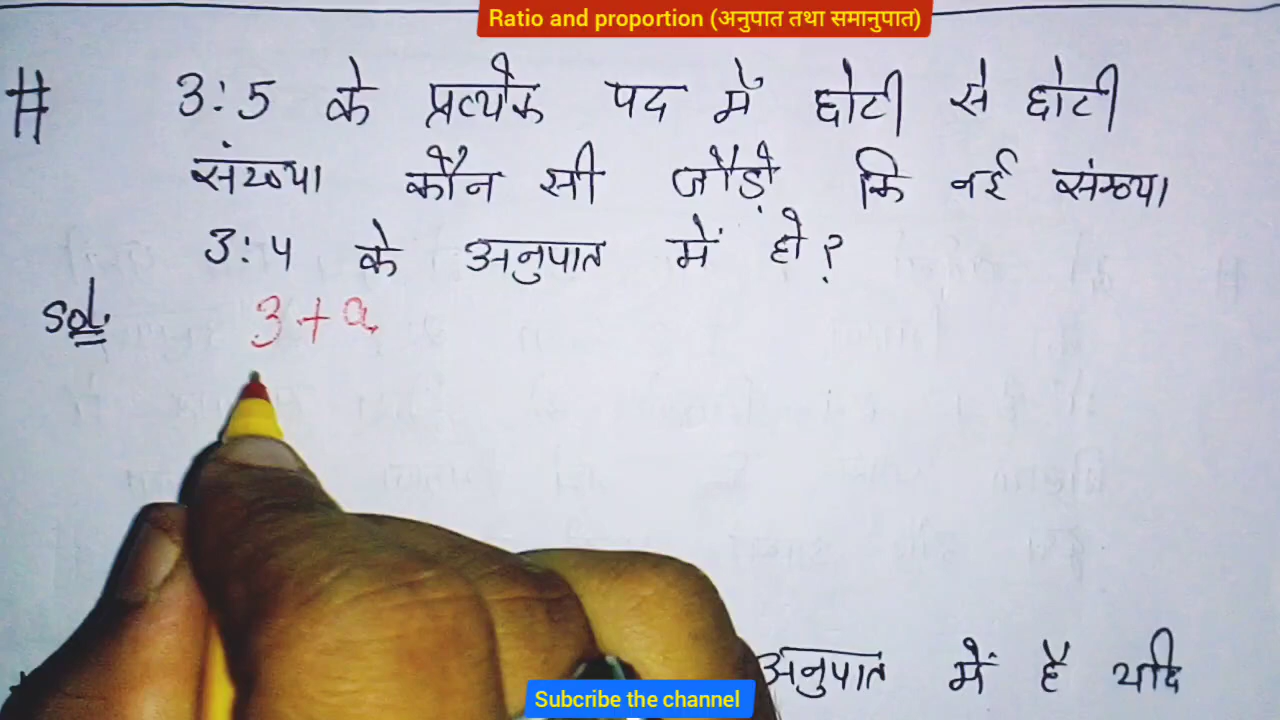 Ratio and proportion (अनुपात तथा समानुपात)
# 3:5 के प्रत्येक पद में छोटी से छोटी
संख्या कौन सी जोड़े कि नई संख्या
3:4 के अनुपात में हो?
Sol. 3+a
अनुपात में है यदि
Subcribe the channel